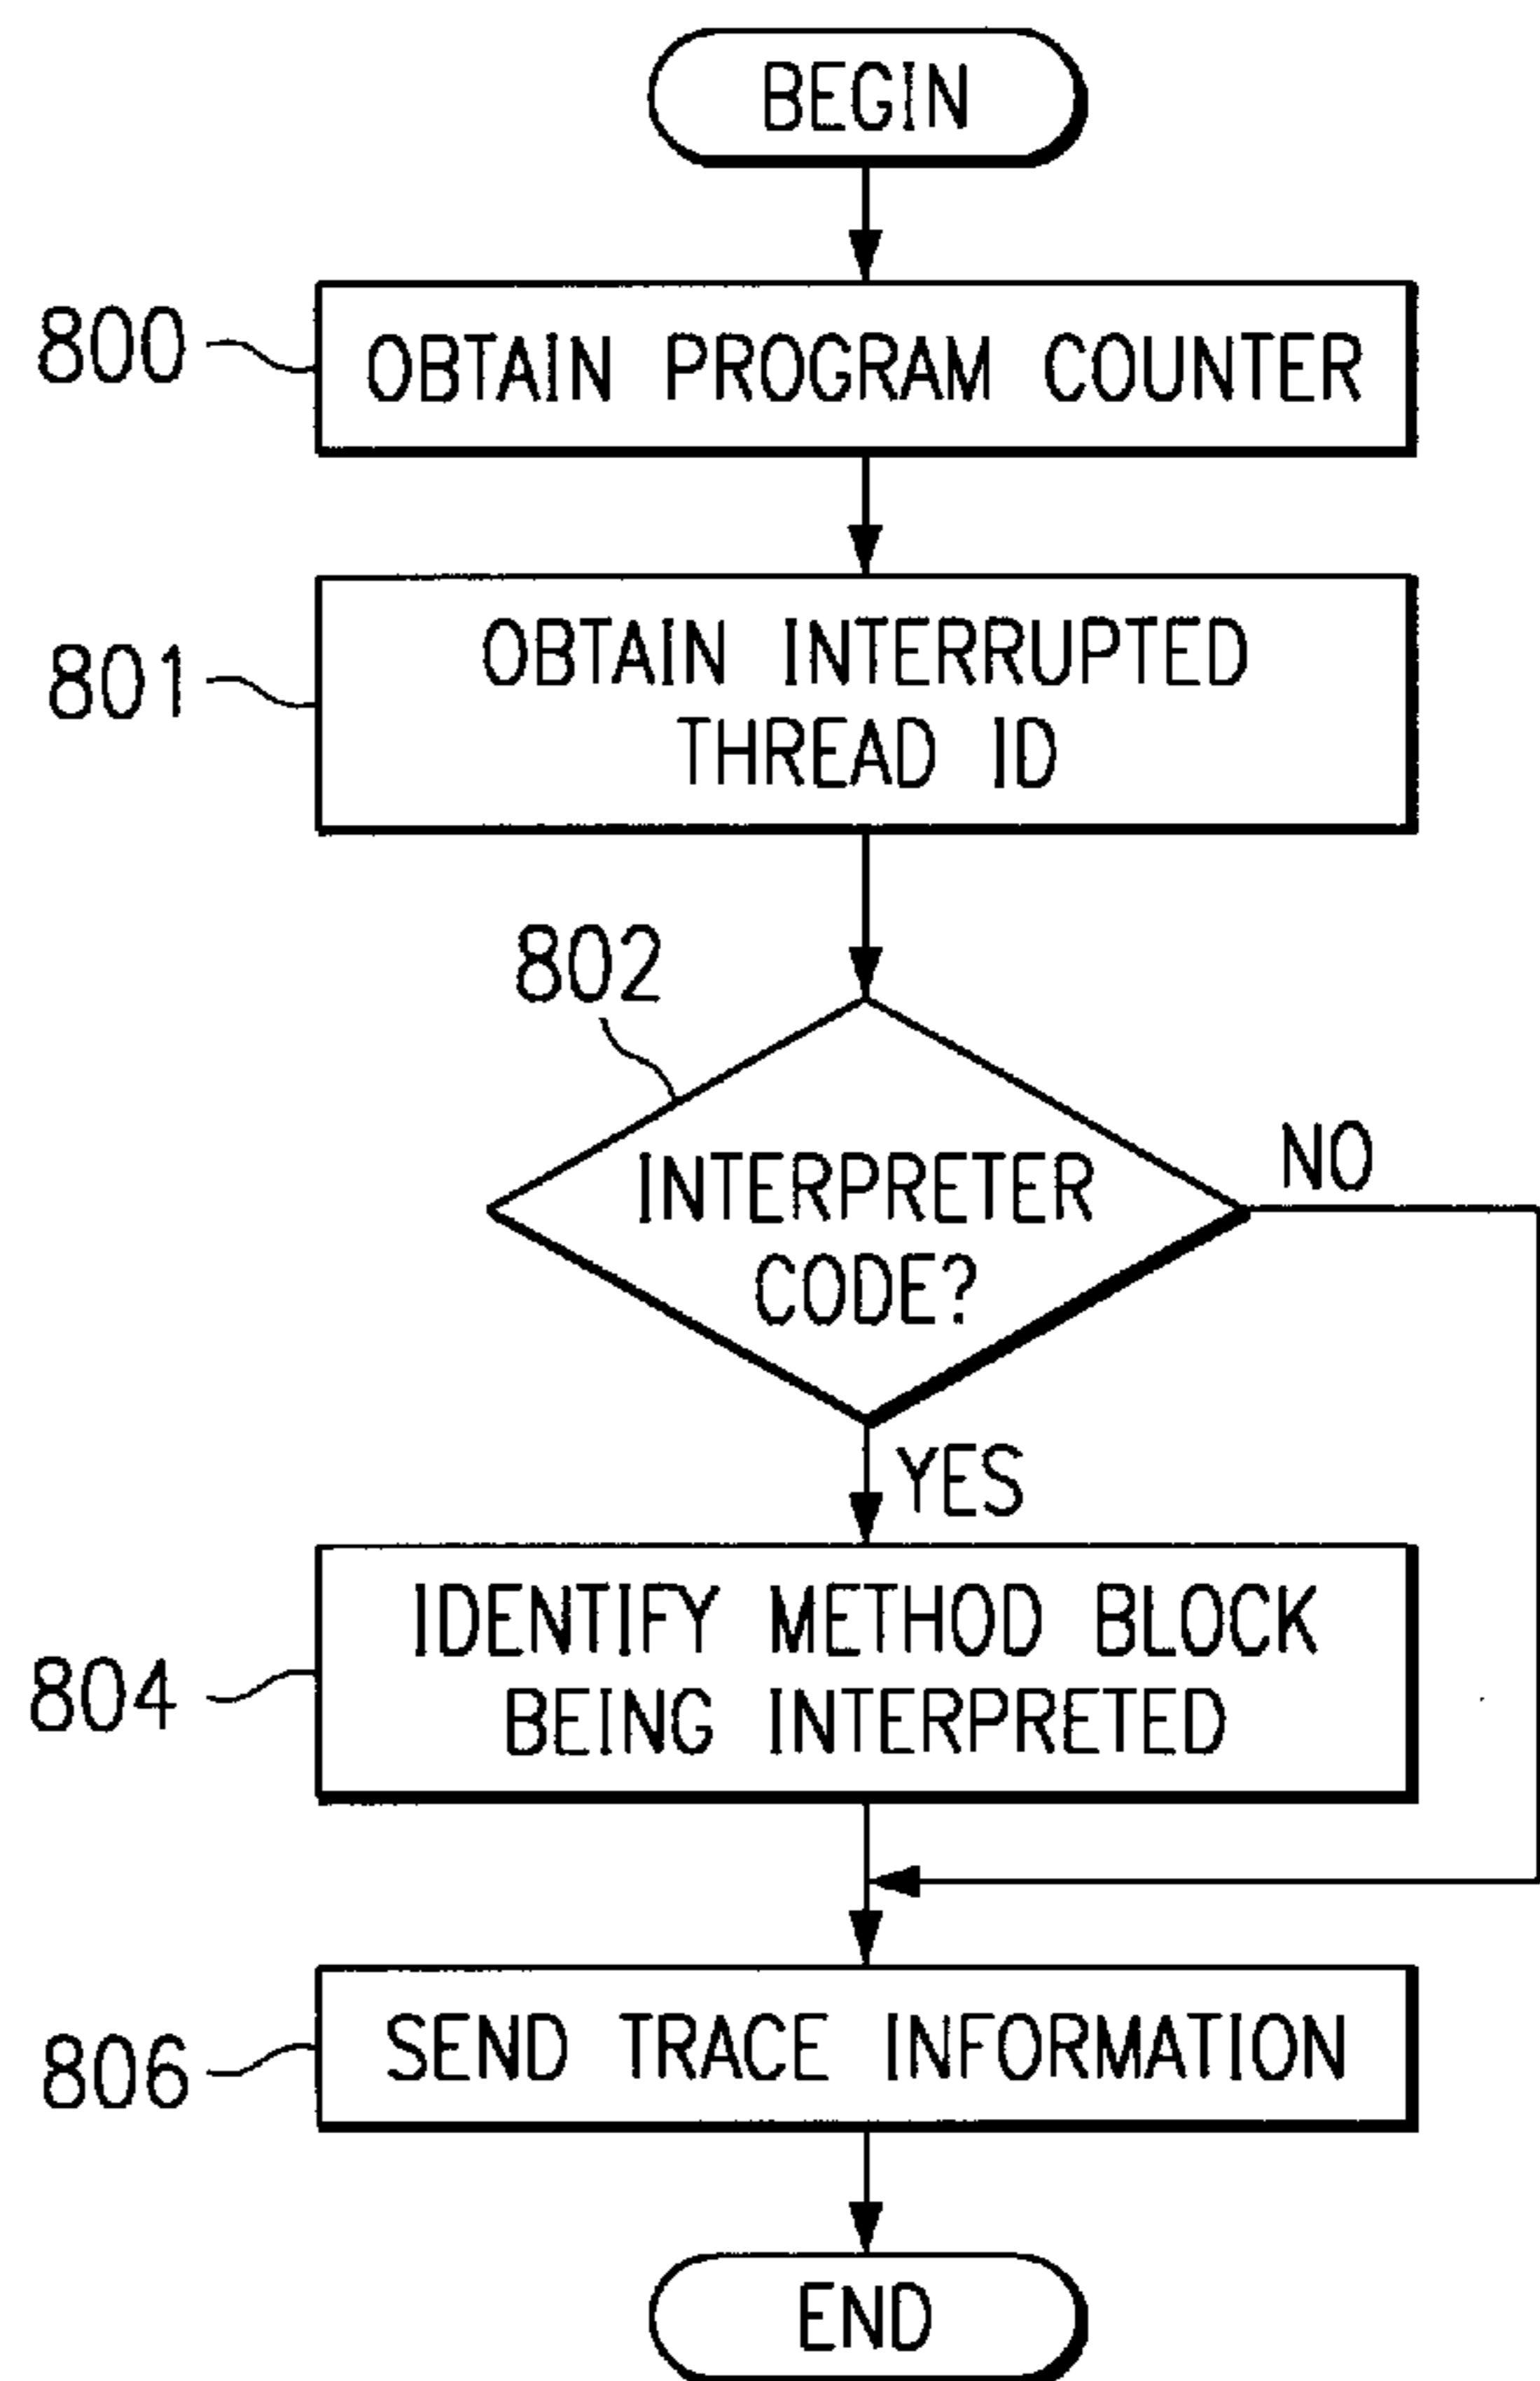 BEGIN
800
OBTAIN PROGRAM COUNTER
801
OBTAIN INTERRUPTED
THREAD ID
802
INTERPRETER
CODE?
NO
YES
804
IDENTIFY METHOD BLOCK
BEING INTERPRETED
806
SEND TRACE INFORMATION
END